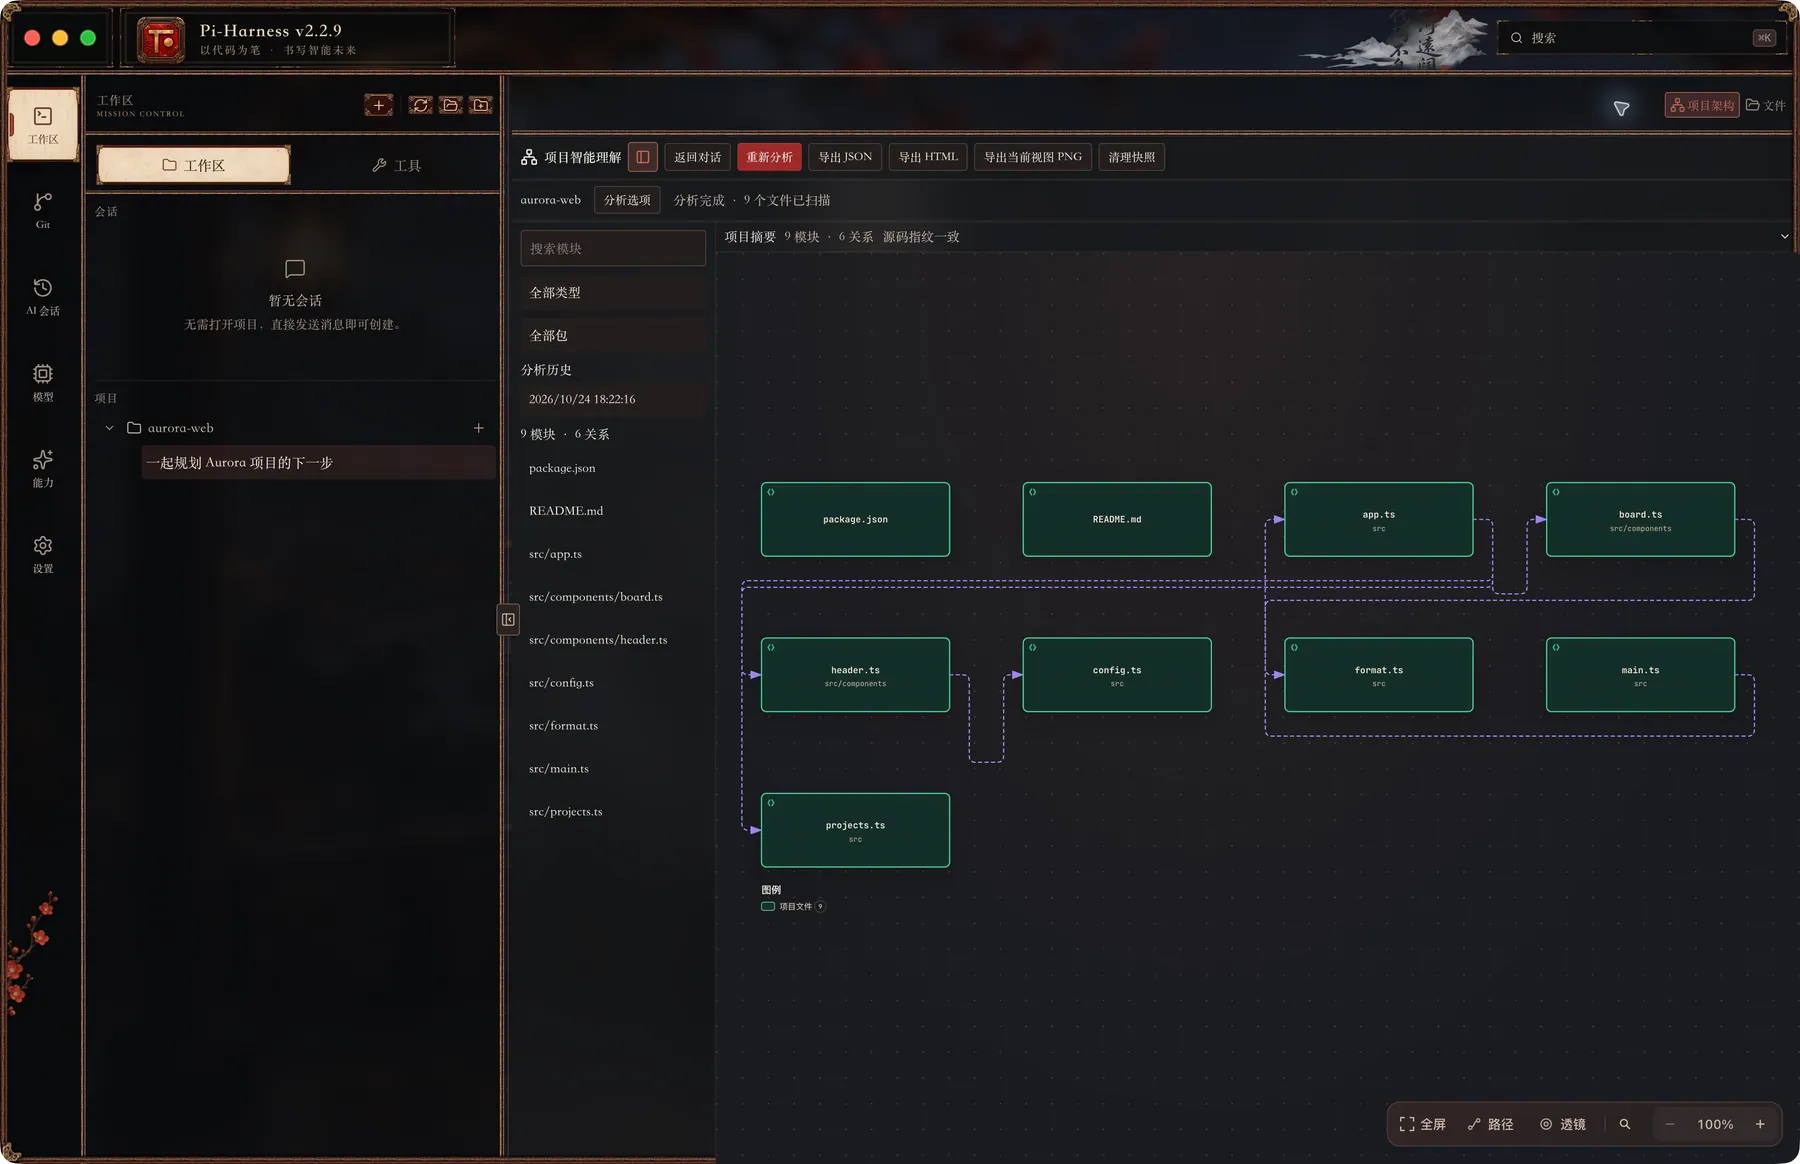 Pi-Harness v2.2.9
以代码为笔 · 书写智能未来
搜索
⌘K
工作区
MISSION CONTROL
项目架构
文件
工作区
Git
AI 会话
模型
能力
设置
工作区
工具
会话
暂无会话
无需打开项目，直接发送消息即可创建。
项目
aurora-web
一起规划 Aurora 项目的下一步
项目智能理解
返回对话
重新分析
导出 JSON
导出 HTML
导出当前视图 PNG
清理快照
aurora-web
分析选项
分析完成 · 9 个文件已扫描
搜索模块
全部类型
全部包
分析历史
2026/10/24 18:22:16
9 模块 · 6 关系
package.json
README.md
src/app.ts
src/components/board.ts
src/components/header.ts
src/config.ts
src/format.ts
src/main.ts
src/projects.ts
项目摘要 9 模块 · 6 关系 源码指纹一致
package.json
README.md
app.ts
src
board.ts
src/components
header.ts
src/components
config.ts
src
format.ts
src
main.ts
src
projects.ts
src
图例
项目文件 9
全屏
路径
透镜
100%